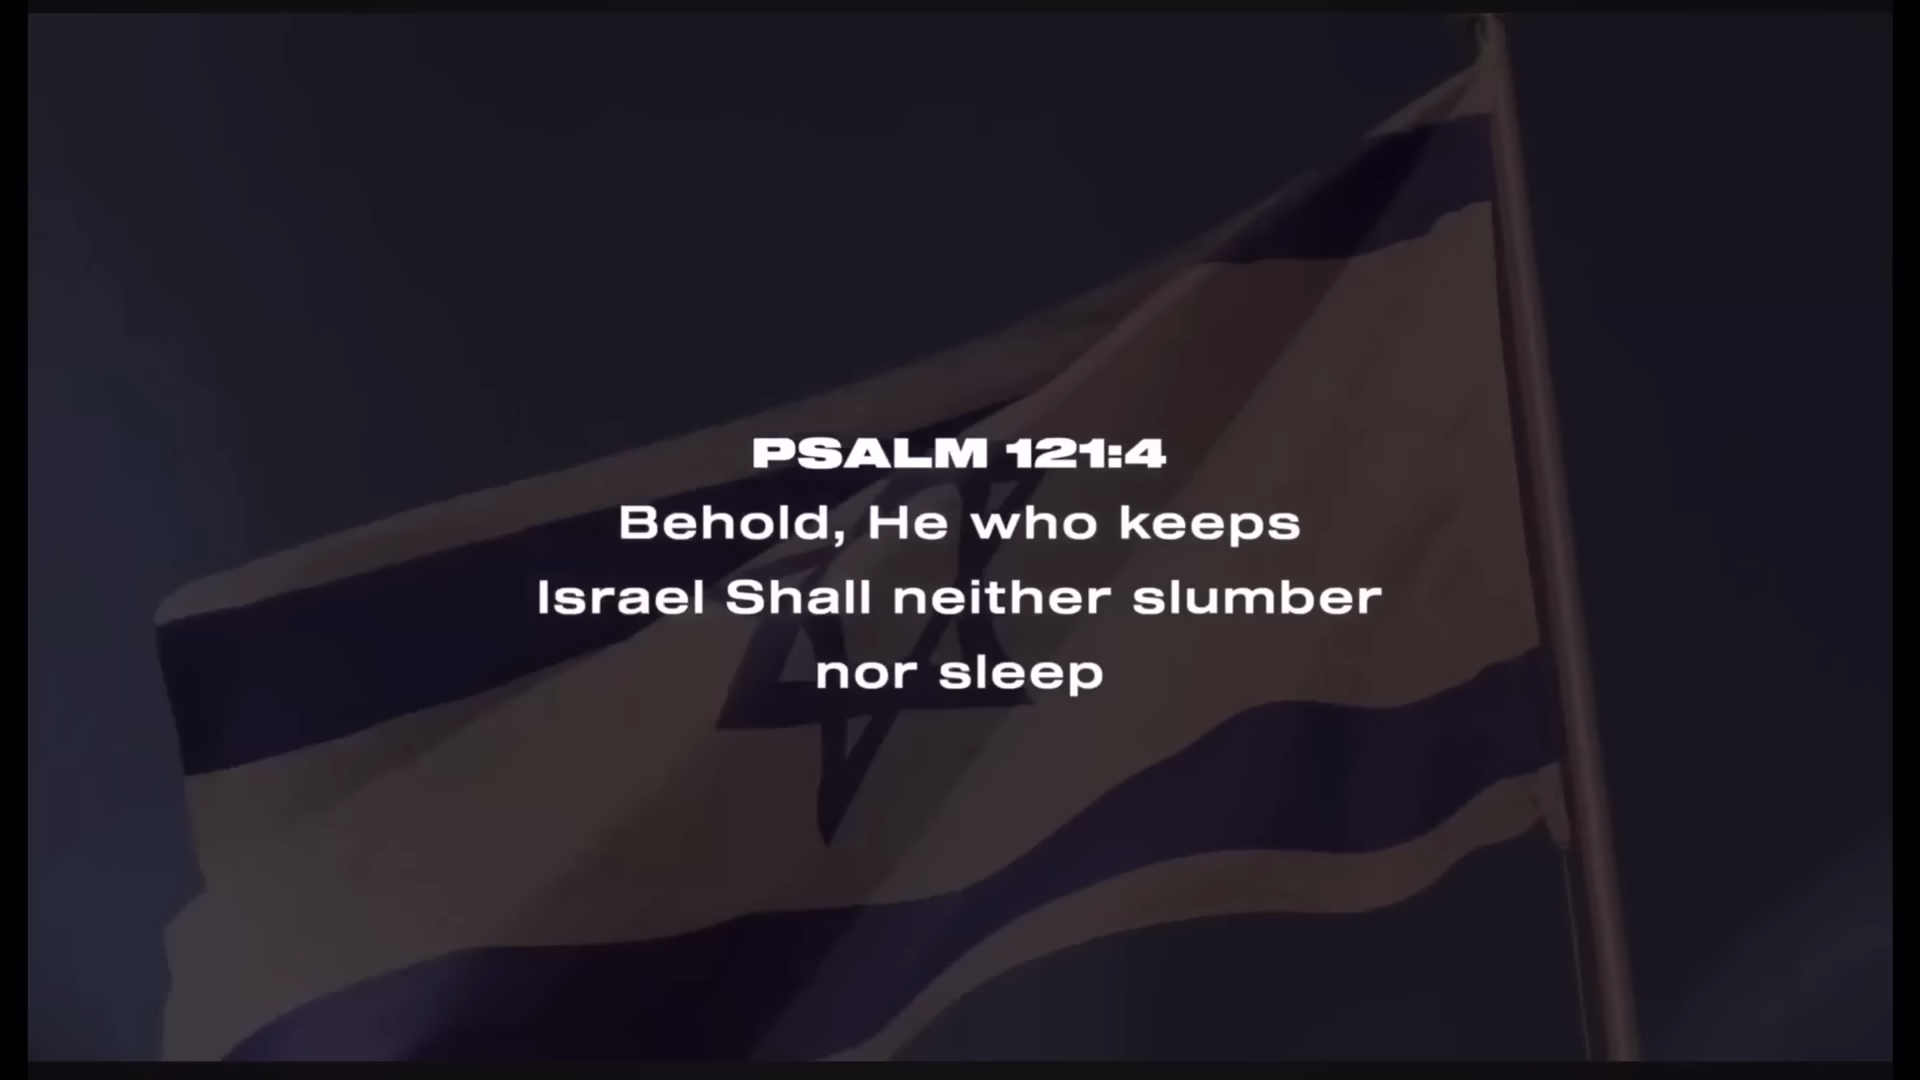 PSALM 121:4
Behold, He who keeps
Israel Shall neither slumber
nor sleep